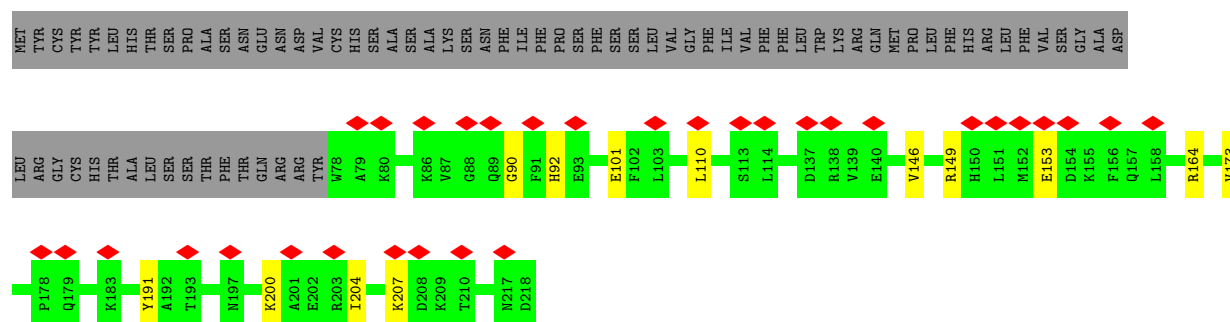 MET TYR CYS TYR TYR LEU HIS THR SER SER PRO ALA SER ASN GLU ASN ASP VAL CYS HIS SER ALA SER ALA LYS SER ASN PHE ILE PHE PRO SER PHE SER SER LEU VAL GLY PHE ILE VAL PHE PHE LEU TRP LYS ARG GLN MET PRO LEU PHE HIS ARG LEU PHE VAL SER GLY ALA ASP
LEU ARG GLY CYS HIS THR ALA LEU SER SER THR PHE THR GLN ARG ARG TYR W78 A79 K80 K86 V87 G88 Q89 G90 F91 H92 E93 E101 F102 L103 L110 S113 L114 D137 R138 V139 E140 V146 R149 H150 L151 M152 E153 D154 K155 F156 Q157 L158 R164
P178 Q179 K183 Y191 A192 T193 N197 K200 A201 E202 R203 I204 K207 D208 K209 T210 N217 D218